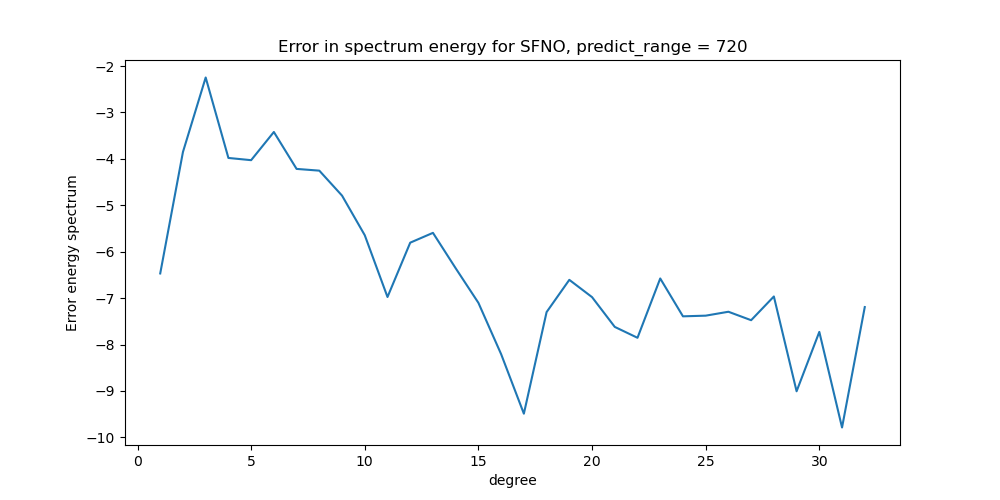 Error in spectrum energy for SFNO, predict_range = 720
−2
−3
−4
−5
−6
−7
−8
−9
−10
Error energy spectrum
0 5 10 15 20 25 30
degree